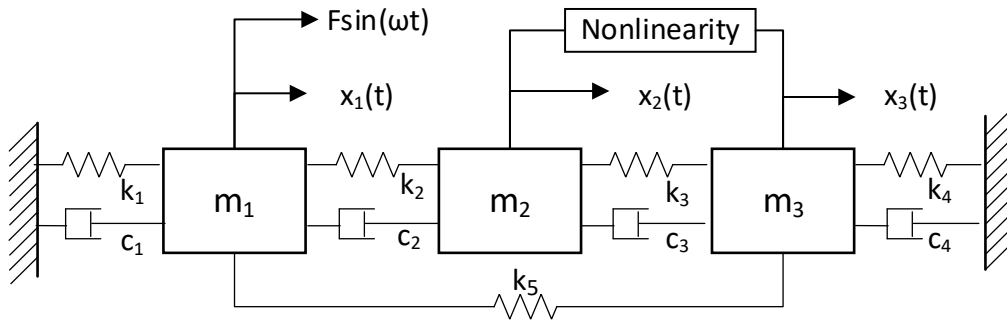 Fsin(ωt)
Nonlinearity
x₁(t)
x₂(t)
x₃(t)
k₁
k₂
k₃
k₄
m₁
m₂
m₃
c₁
c₂
c₃
c₄
k₅